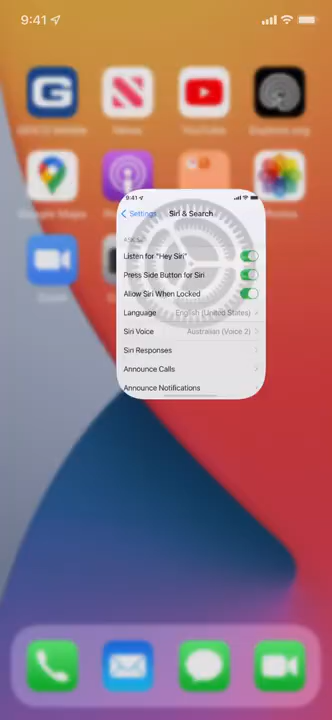 9:41
News
YouTube
Google Maps
Photos
Zoom
9:41
Settings
Siri & Search
ASK SIRI
Listen for "Hey Siri"
Press Side Button for Siri
Allow Siri When Locked
Language English (United States)
Siri Voice Australian (Voice 2)
Siri Responses
Announce Calls
Announce Notifications